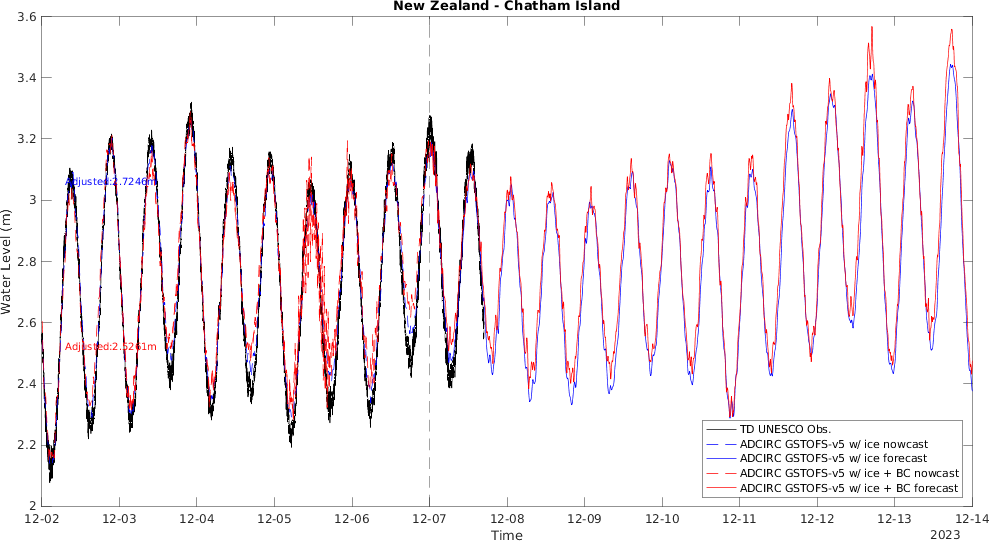 New Zealand - Chatham Island
3.6
3.4
3.2
3
2.8
2.6
2.4
2.2
2
Water Level (m)
Adjusted:2.7246m
Adjusted:2.5261m
TD UNESCO Obs.
ADCIRC GSTOFS-v5 w/ ice nowcast
ADCIRC GSTOFS-v5 w/ ice forecast
ADCIRC GSTOFS-v5 w/ ice + BC nowcast
ADCIRC GSTOFS-v5 w/ ice + BC forecast
12-02 12-03 12-04 12-05 12-06 12-07 12-08 12-09 12-10 12-11 12-12 12-13 12-14
Time
2023